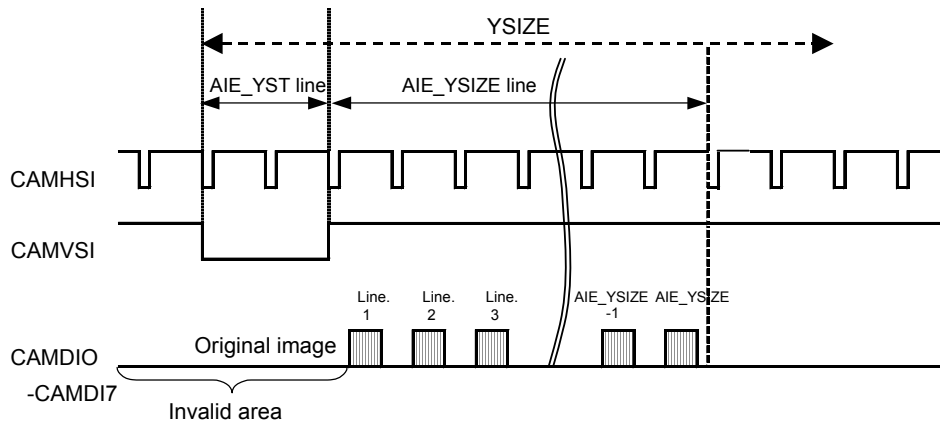 YSIZE
AIE_YST line
AIE_YSIZE line
CAMHSI
CAMVSI
Line.
1
Line.
2
Line.
3
AIE_YSIZE
-1
AIE_YSIZE
Original image
CAMDIO
-CAMDI7
Invalid area